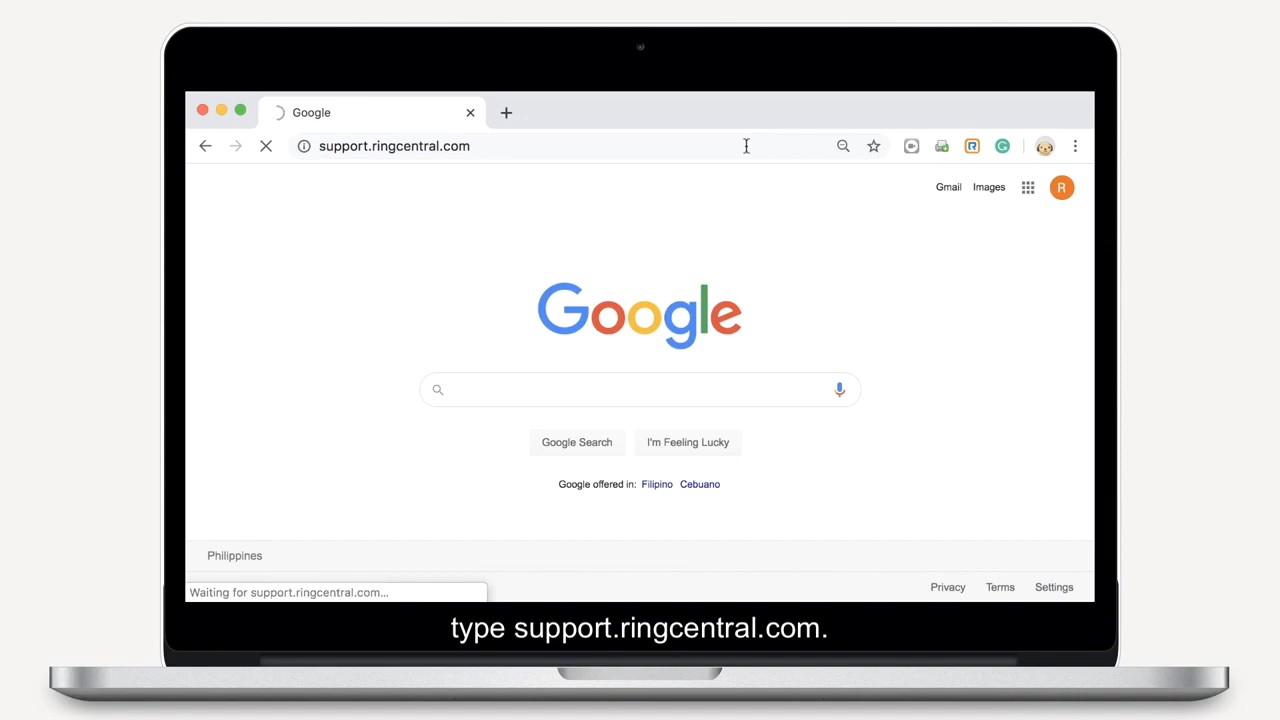 Google
support.ringcentral.com
Gmail Images R
Google
Google Search I'm Feeling Lucky
Google offered in: Filipino Cebuano
Philippines
Waiting for support.ringcentral.com...
Privacy Terms Settings
type support.ringcentral.com.